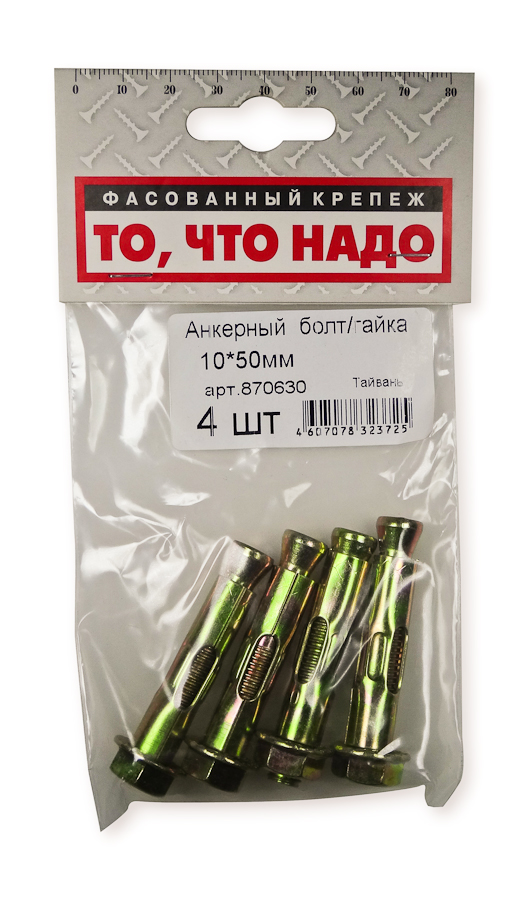 0 10 20 30 40 50 60 70 80
ФАСОВАННЫЙ КРЕПЕЖ
ТО, ЧТО НАДО
Анкерный болт/гайка
10*50мм
арт.870630 Тайвань
4 шт
4 607078 323725